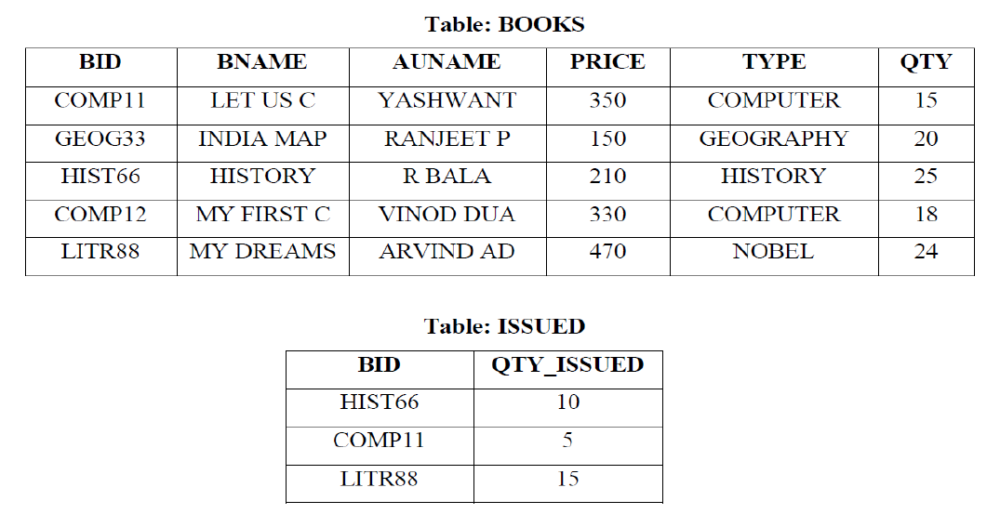 Table: BOOKS
BID BNAME AUNAME PRICE TYPE QTY
COMP11 LET US C YASHWANT 350 COMPUTER 15
GEOG33 INDIA MAP RANJEET P 150 GEOGRAPHY 20
HIST66 HISTORY R BALA 210 HISTORY 25
COMP12 MY FIRST C VINOD DUA 330 COMPUTER 18
LITR88 MY DREAMS ARVIND AD 470 NOBEL 24
Table: ISSUED
BID QTY_ISSUED
HIST66 10
COMP11 5
LITR88 15